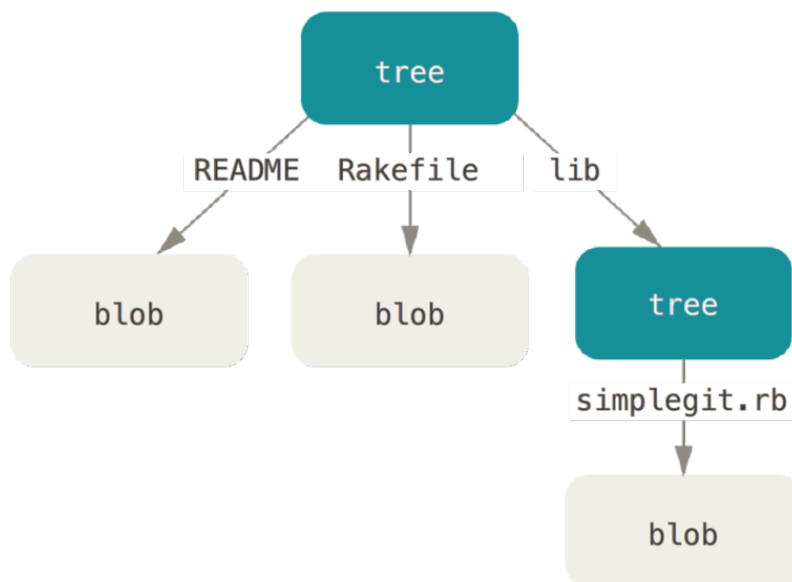 tree
README Rakefile lib
blob blob tree
simplegit.rb
blob